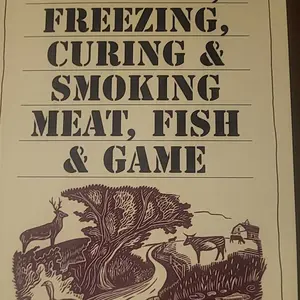 FREEZING,
CURING &
SMOKING
MEAT, FISH
& GAME